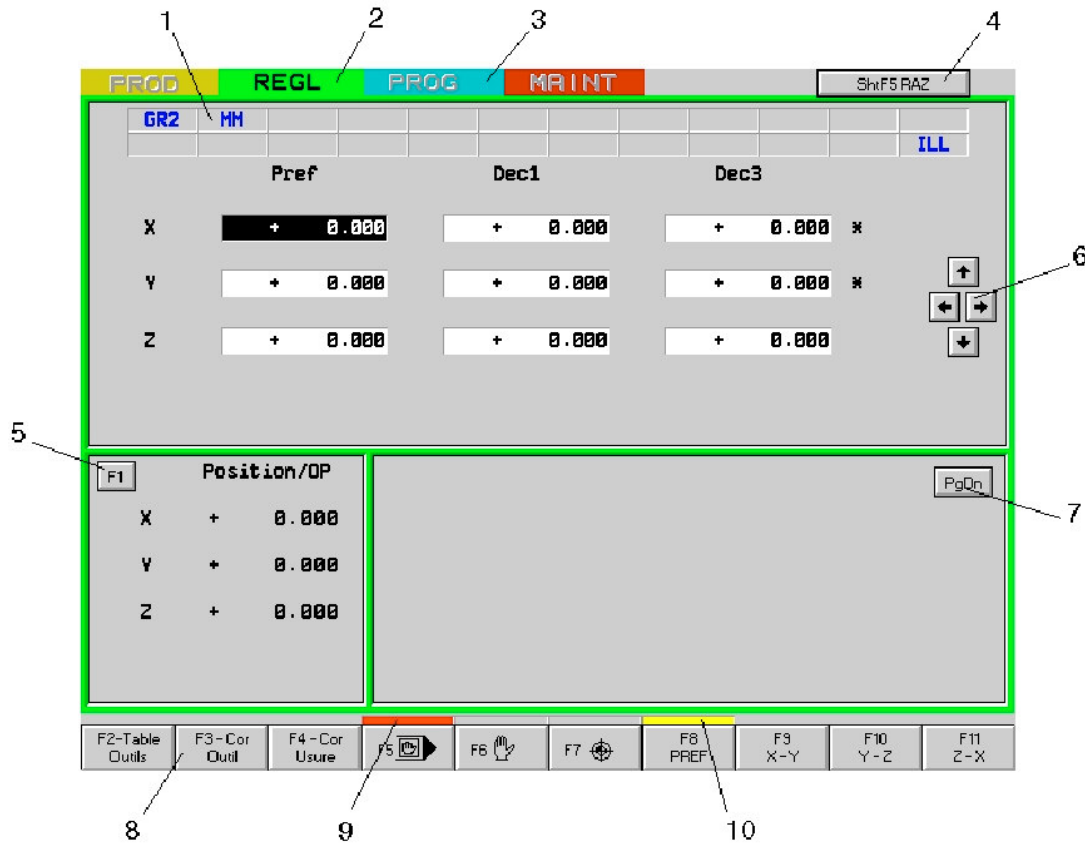 1 2 3 4
PROD REGL PROG MAINT ShtF5 RAZ
GR2 MM
ILL
Pref Dec1 Dec3
X + 0.000 + 0.000 + 0.000 *
6
Y + 0.000 + 0.000 + 0.000 *
Z + 0.000 + 0.000 + 0.000
5
F1 Position/OP PgDn
X + 0.000
7
Y + 0.000
Z + 0.000
F2-Table Outils F3-Cor Outil F4-Cor Usure F5 F6 F7 F8 PREF F9 X-Y F10 Y-Z F11 Z-X
8 9 10